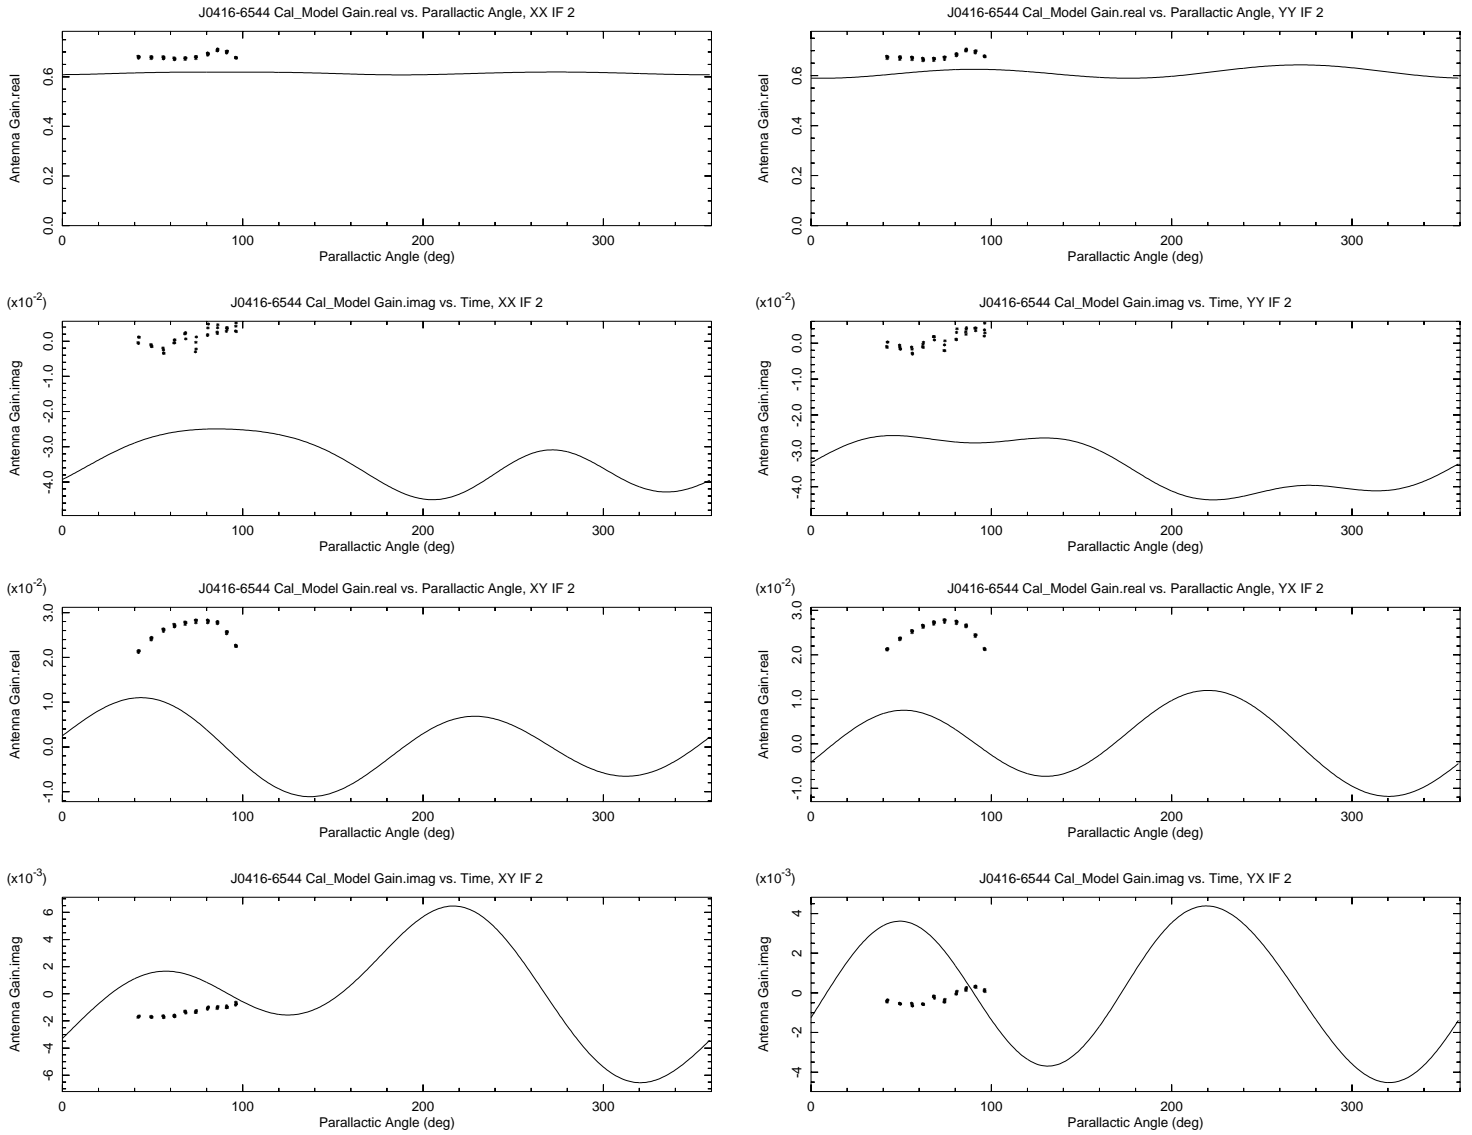 J0416-6544 Cal_Model Gain.real vs. Parallactic Angle, XX IF 2
Antenna Gain.real
0.0 0.2 0.4 0.6
0 100 200 300
Parallactic Angle (deg)
J0416-6544 Cal_Model Gain.real vs. Parallactic Angle, YY IF 2
Antenna Gain.real
0.0 0.2 0.4 0.6
0 100 200 300
Parallactic Angle (deg)
(x10-2)
J0416-6544 Cal_Model Gain.imag vs. Time, XX IF 2
Antenna Gain.imag
-4.0 -3.0 -2.0 -1.0 0.0
0 100 200 300
Parallactic Angle (deg)
(x10-2)
J0416-6544 Cal_Model Gain.imag vs. Time, YY IF 2
Antenna Gain.imag
-4.0 -3.0 -2.0 -1.0 0.0
0 100 200 300
Parallactic Angle (deg)
(x10-2)
J0416-6544 Cal_Model Gain.real vs. Parallactic Angle, XY IF 2
Antenna Gain.real
-1.0 0.0 1.0 2.0 3.0
0 100 200 300
Parallactic Angle (deg)
(x10-2)
J0416-6544 Cal_Model Gain.real vs. Parallactic Angle, YX IF 2
Antenna Gain.real
-1.0 0.0 1.0 2.0 3.0
0 100 200 300
Parallactic Angle (deg)
(x10-3)
J0416-6544 Cal_Model Gain.imag vs. Time, XY IF 2
Antenna Gain.imag
-6 -4 -2 0 2 4 6
0 100 200 300
Parallactic Angle (deg)
(x10-3)
J0416-6544 Cal_Model Gain.imag vs. Time, YX IF 2
Antenna Gain.imag
-4 -2 0 2 4
0 100 200 300
Parallactic Angle (deg)